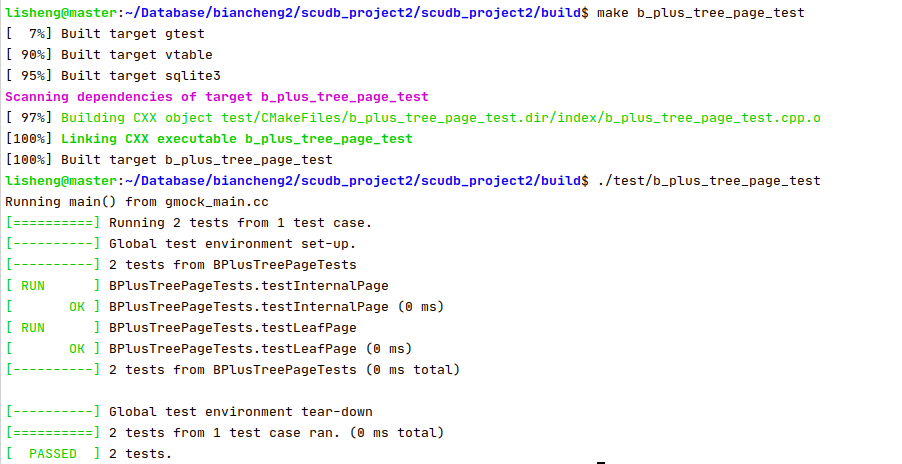 lisheng@master:~/Database/biancheng2/scudb_project2/scudb_project2/build$ make b_plus_tree_page_test
[  7%] Built target gtest
[ 90%] Built target vtable
[ 95%] Built target sqlite3
Scanning dependencies of target b_plus_tree_page_test
[ 97%] Building CXX object test/CMakeFiles/b_plus_tree_page_test.dir/index/b_plus_tree_page_test.cpp.o
[100%] Linking CXX executable b_plus_tree_page_test
[100%] Built target b_plus_tree_page_test
lisheng@master:~/Database/biancheng2/scudb_project2/scudb_project2/build$ ./test/b_plus_tree_page_test
Running main() from gmock_main.cc
[==========] Running 2 tests from 1 test case.
[----------] Global test environment set-up.
[----------] 2 tests from BPlusTreePageTests
[ RUN      ] BPlusTreePageTests.testInternalPage
[       OK ] BPlusTreePageTests.testInternalPage (0 ms)
[ RUN      ] BPlusTreePageTests.testLeafPage
[       OK ] BPlusTreePageTests.testLeafPage (0 ms)
[----------] 2 tests from BPlusTreePageTests (0 ms total)

[----------] Global test environment tear-down
[==========] 2 tests from 1 test case ran. (0 ms total)
[  PASSED  ] 2 tests.